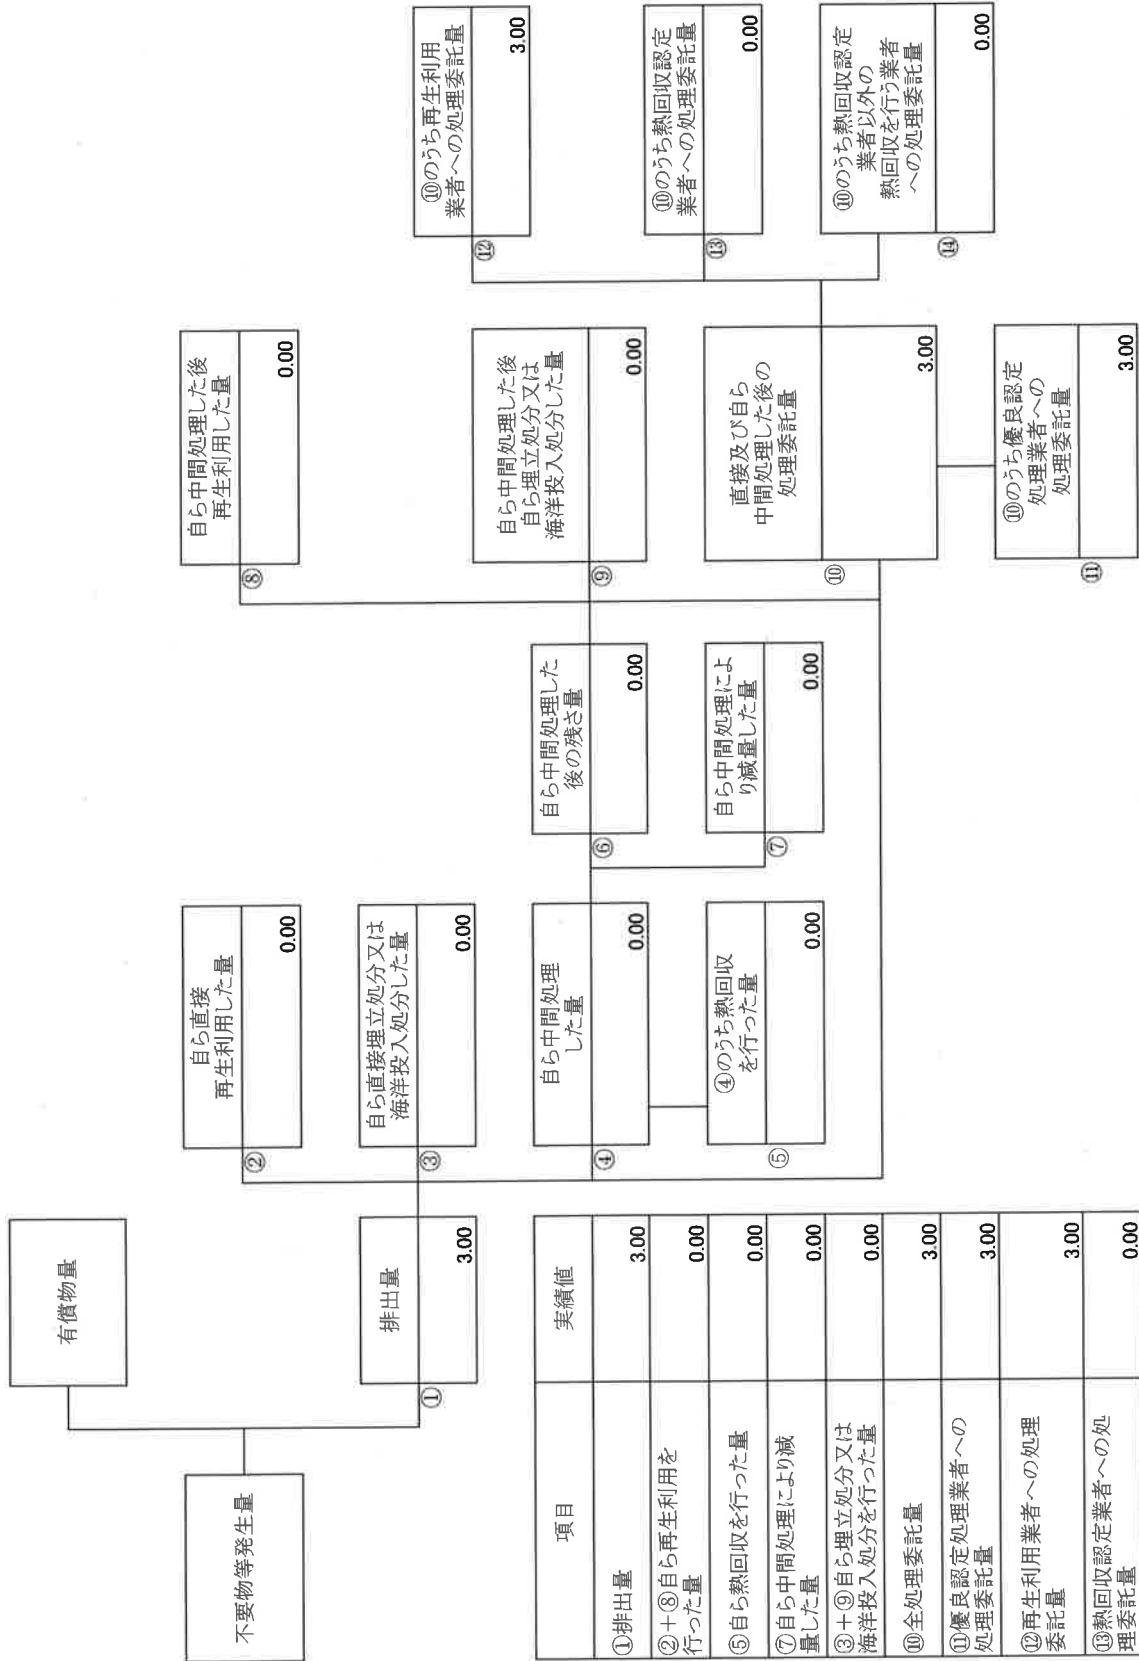 不要物等発生量
有償物量
①
排出量
3.00
②
自ら直接
再生利用した量
0.00
③
自ら直接埋立処分又は
海洋投入処分した量
0.00
④
自ら中間処理
した量
0.00
⑤
④のうち熱回収
を行った量
0.00
⑥
自ら中間処理した
後の残さ量
0.00
⑦
自ら中間処理によ
り減量した量
0.00
⑧
自ら中間処理した後
再生利用した量
0.00
⑨
自ら中間処理した後
自ら埋立処分又は
海洋投入処分した量
0.00
⑩
直接及び自ら
中間処理した後の
処理委託量
3.00
⑪
⑩のうち優良認定
処理業者への
処理委託量
3.00
⑫
⑩のうち再生利用
業者への処理委託量
3.00
⑬
⑩のうち熱回収認定
業者への処理委託量
0.00
⑭
⑩のうち熱回収認定
業者以外の
熱回収を行う業者
への処理委託量
0.00
項目 実績値
①排出量 3.00
②+⑧自ら再生利用を
行った量 0.00
⑤自ら熱回収を行った量 0.00
⑦自ら中間処理により減
量した量 0.00
③+⑨自ら埋立処分又は
海洋投入処分を行った量 0.00
⑩全処理委託量 3.00
⑪優良認定処理業者への
処理委託量 3.00
⑫再生利用業者への処理
委託量 3.00
⑬熱回収認定業者への処
理委託量 0.00